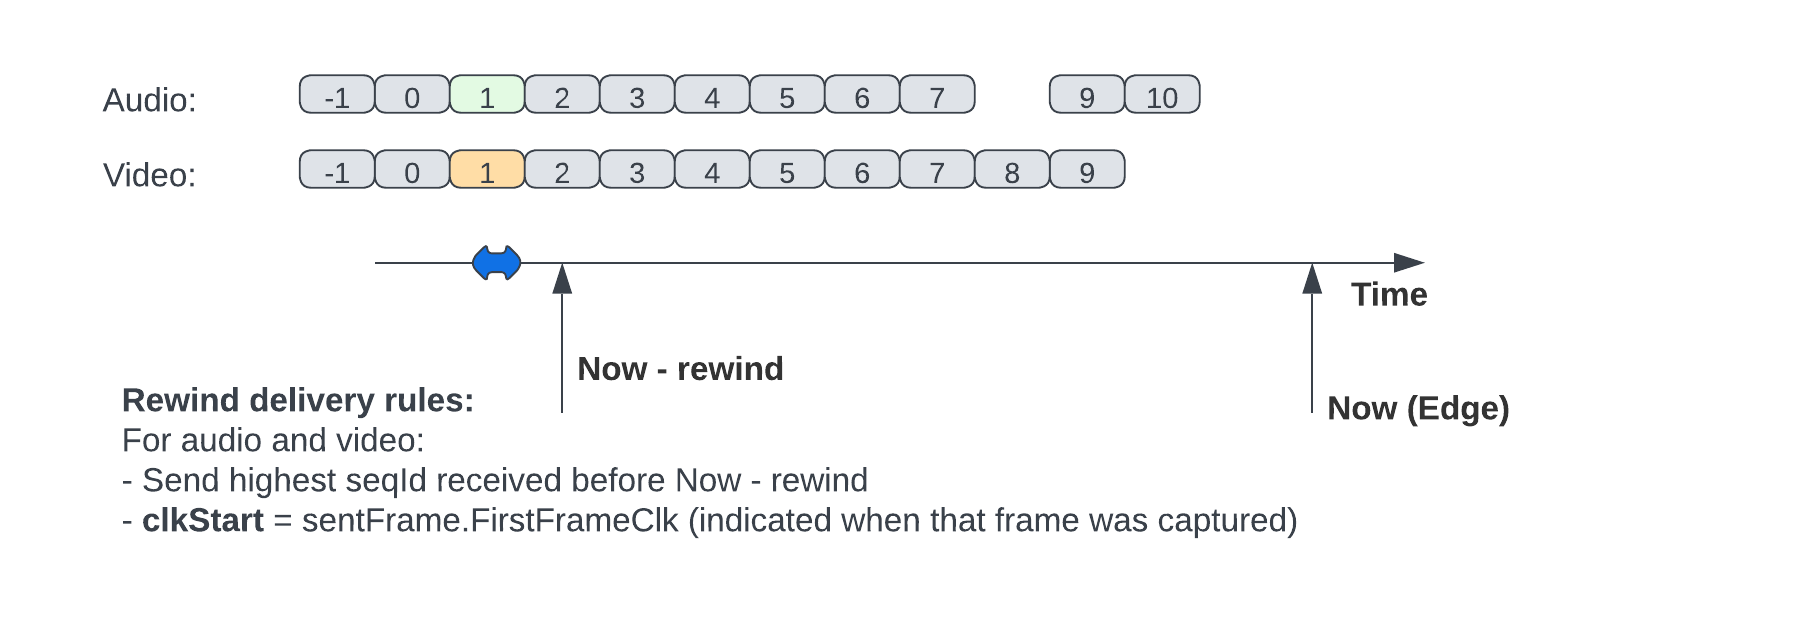 Audio: -1 0 1 2 3 4 5 6 7 9 10
Video: -1 0 1 2 3 4 5 6 7 8 9
Time
Now - rewind
Now (Edge)
Rewind delivery rules:
For audio and video:
- Send highest seqId received before Now - rewind
- clkStart = sentFrame.FirstFrameClk (indicated when that frame was captured)